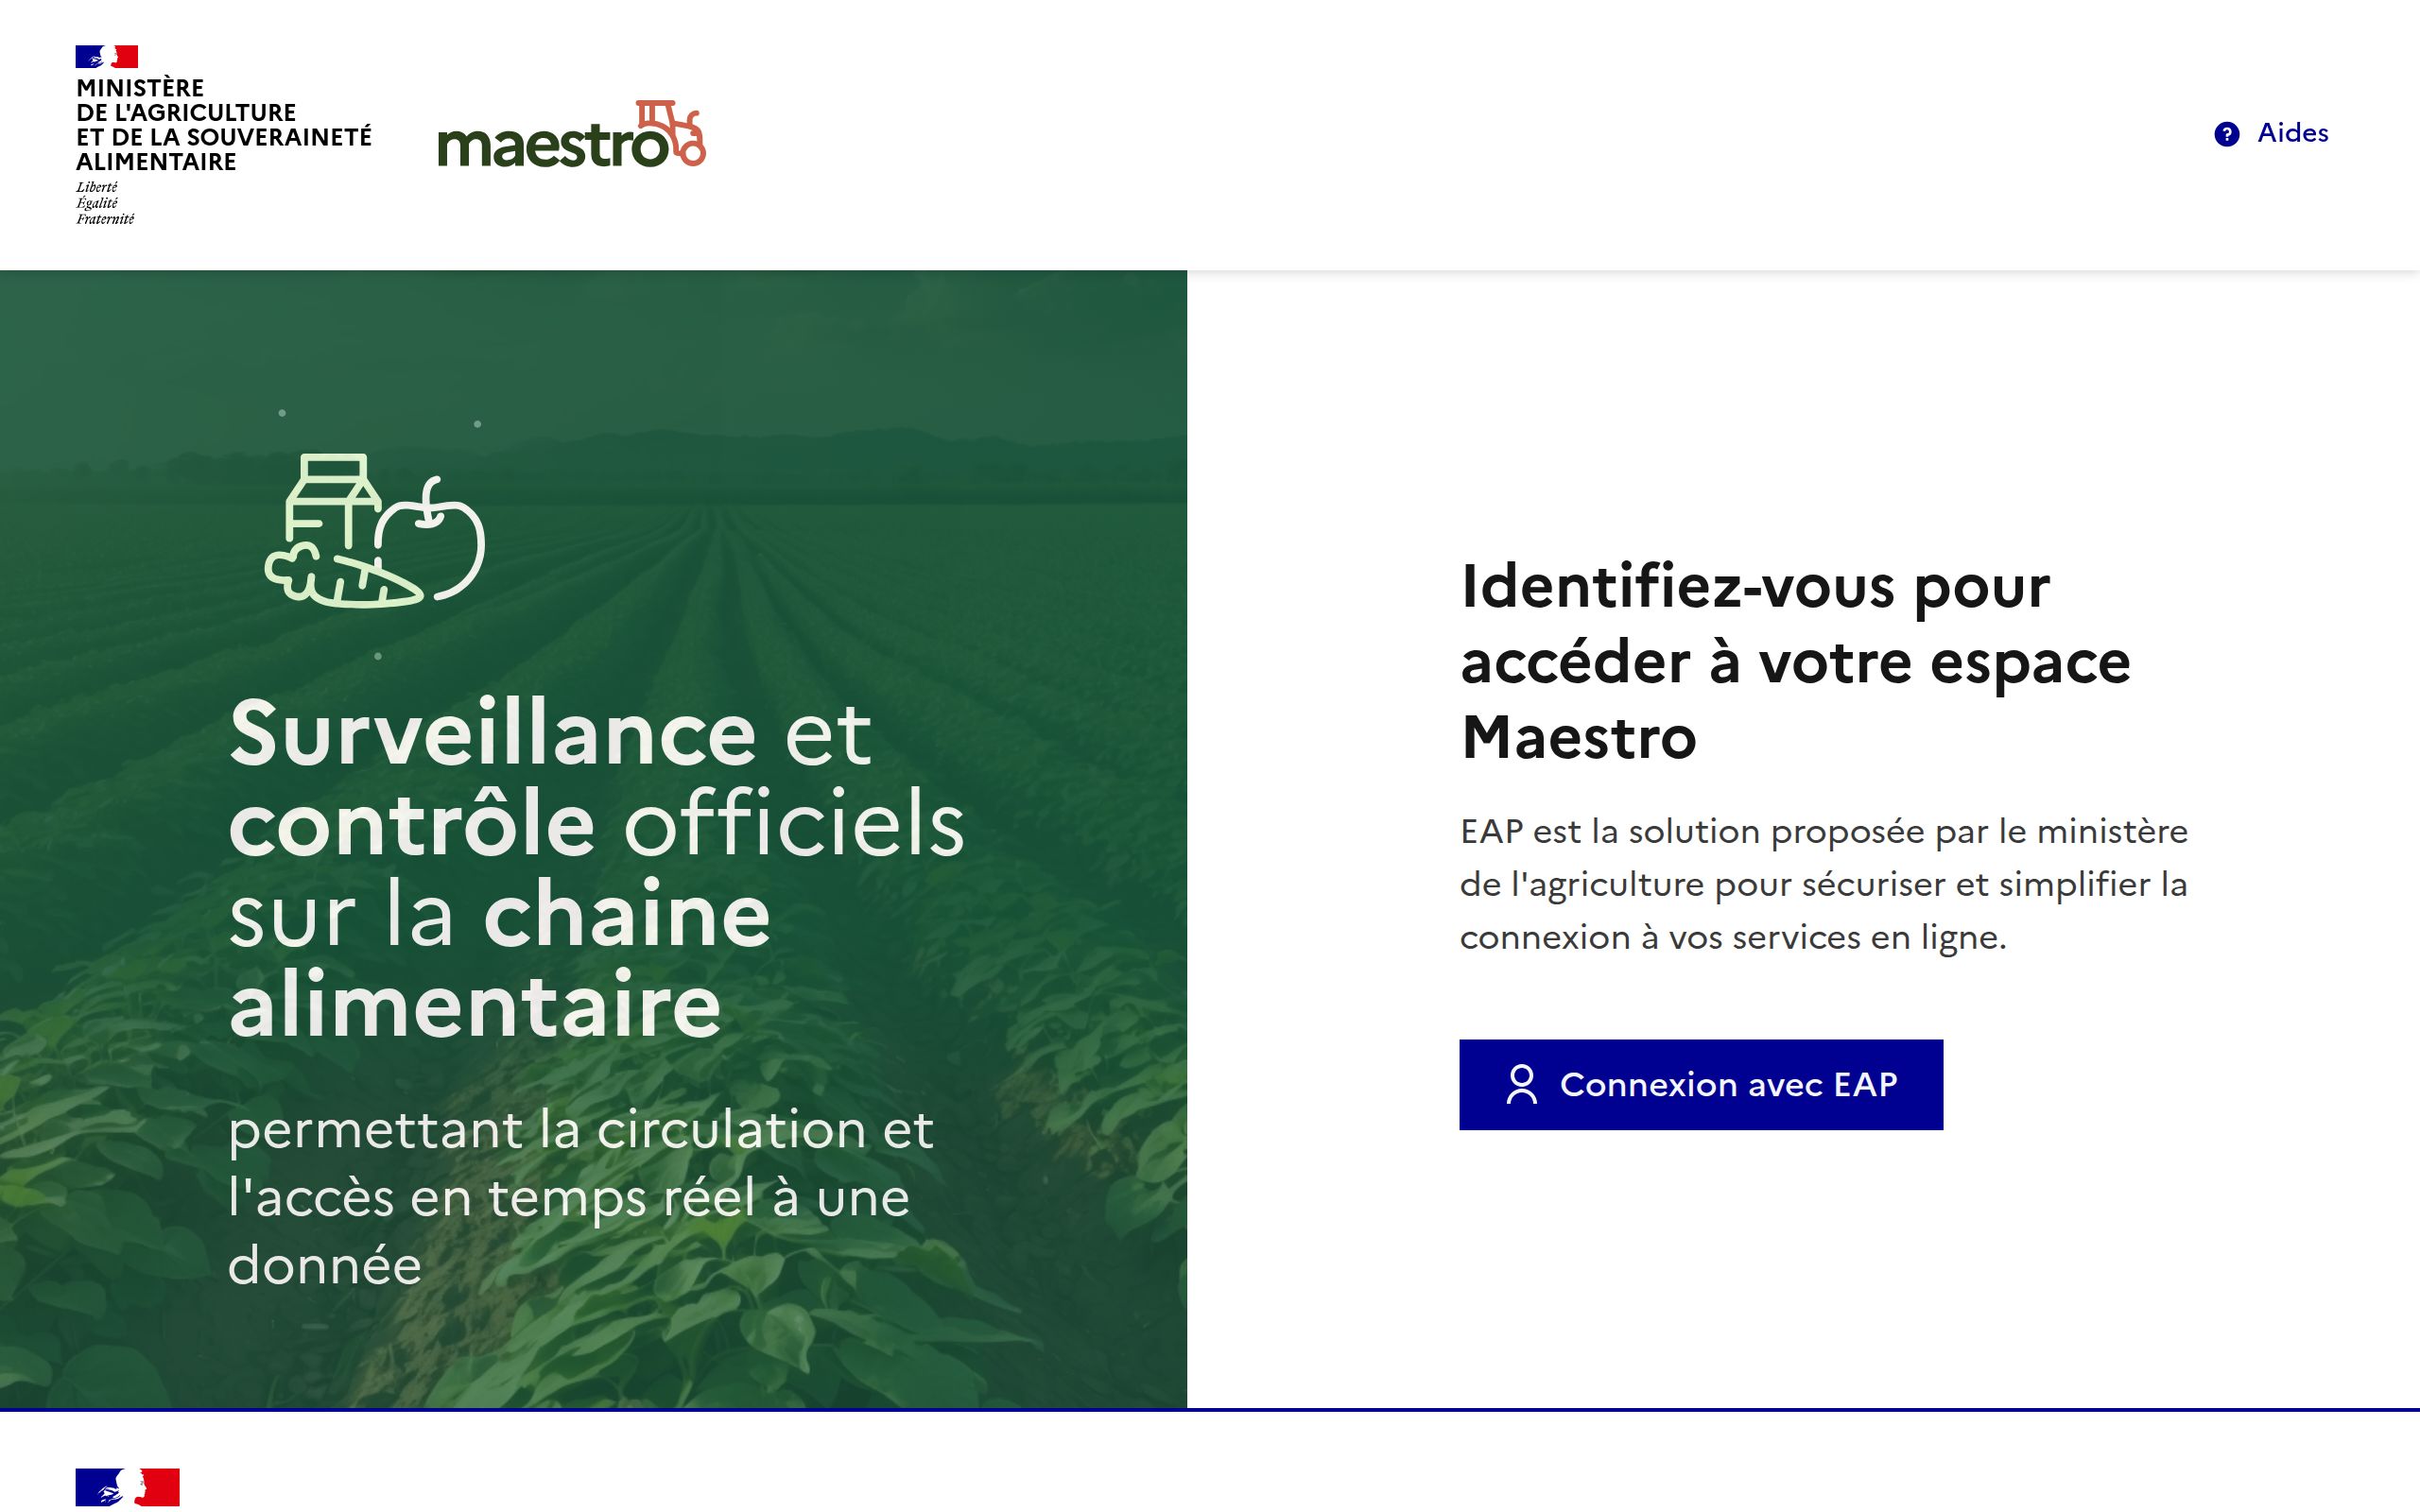 MINISTÈRE
DE L'AGRICULTURE
ET DE LA SOUVERAINETÉ
ALIMENTAIRE
Liberté
Égalité
Fraternité
maestro
Aides
Surveillance et
contrôle officiels
sur la chaine
alimentaire
permettant la circulation et
l'accès en temps réel à une
donnée
Identifiez-vous pour
accéder à votre espace
Maestro
EAP est la solution proposée par le ministère
de l'agriculture pour sécuriser et simplifier la
connexion à vos services en ligne.
Connexion avec EAP